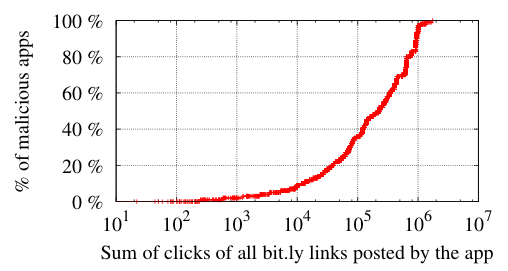 % of malicious apps
100 %
80 %
60 %
40 %
20 %
0 %
10^1 10^2 10^3 10^4 10^5 10^6 10^7
Sum of clicks of all bit.ly links posted by the app